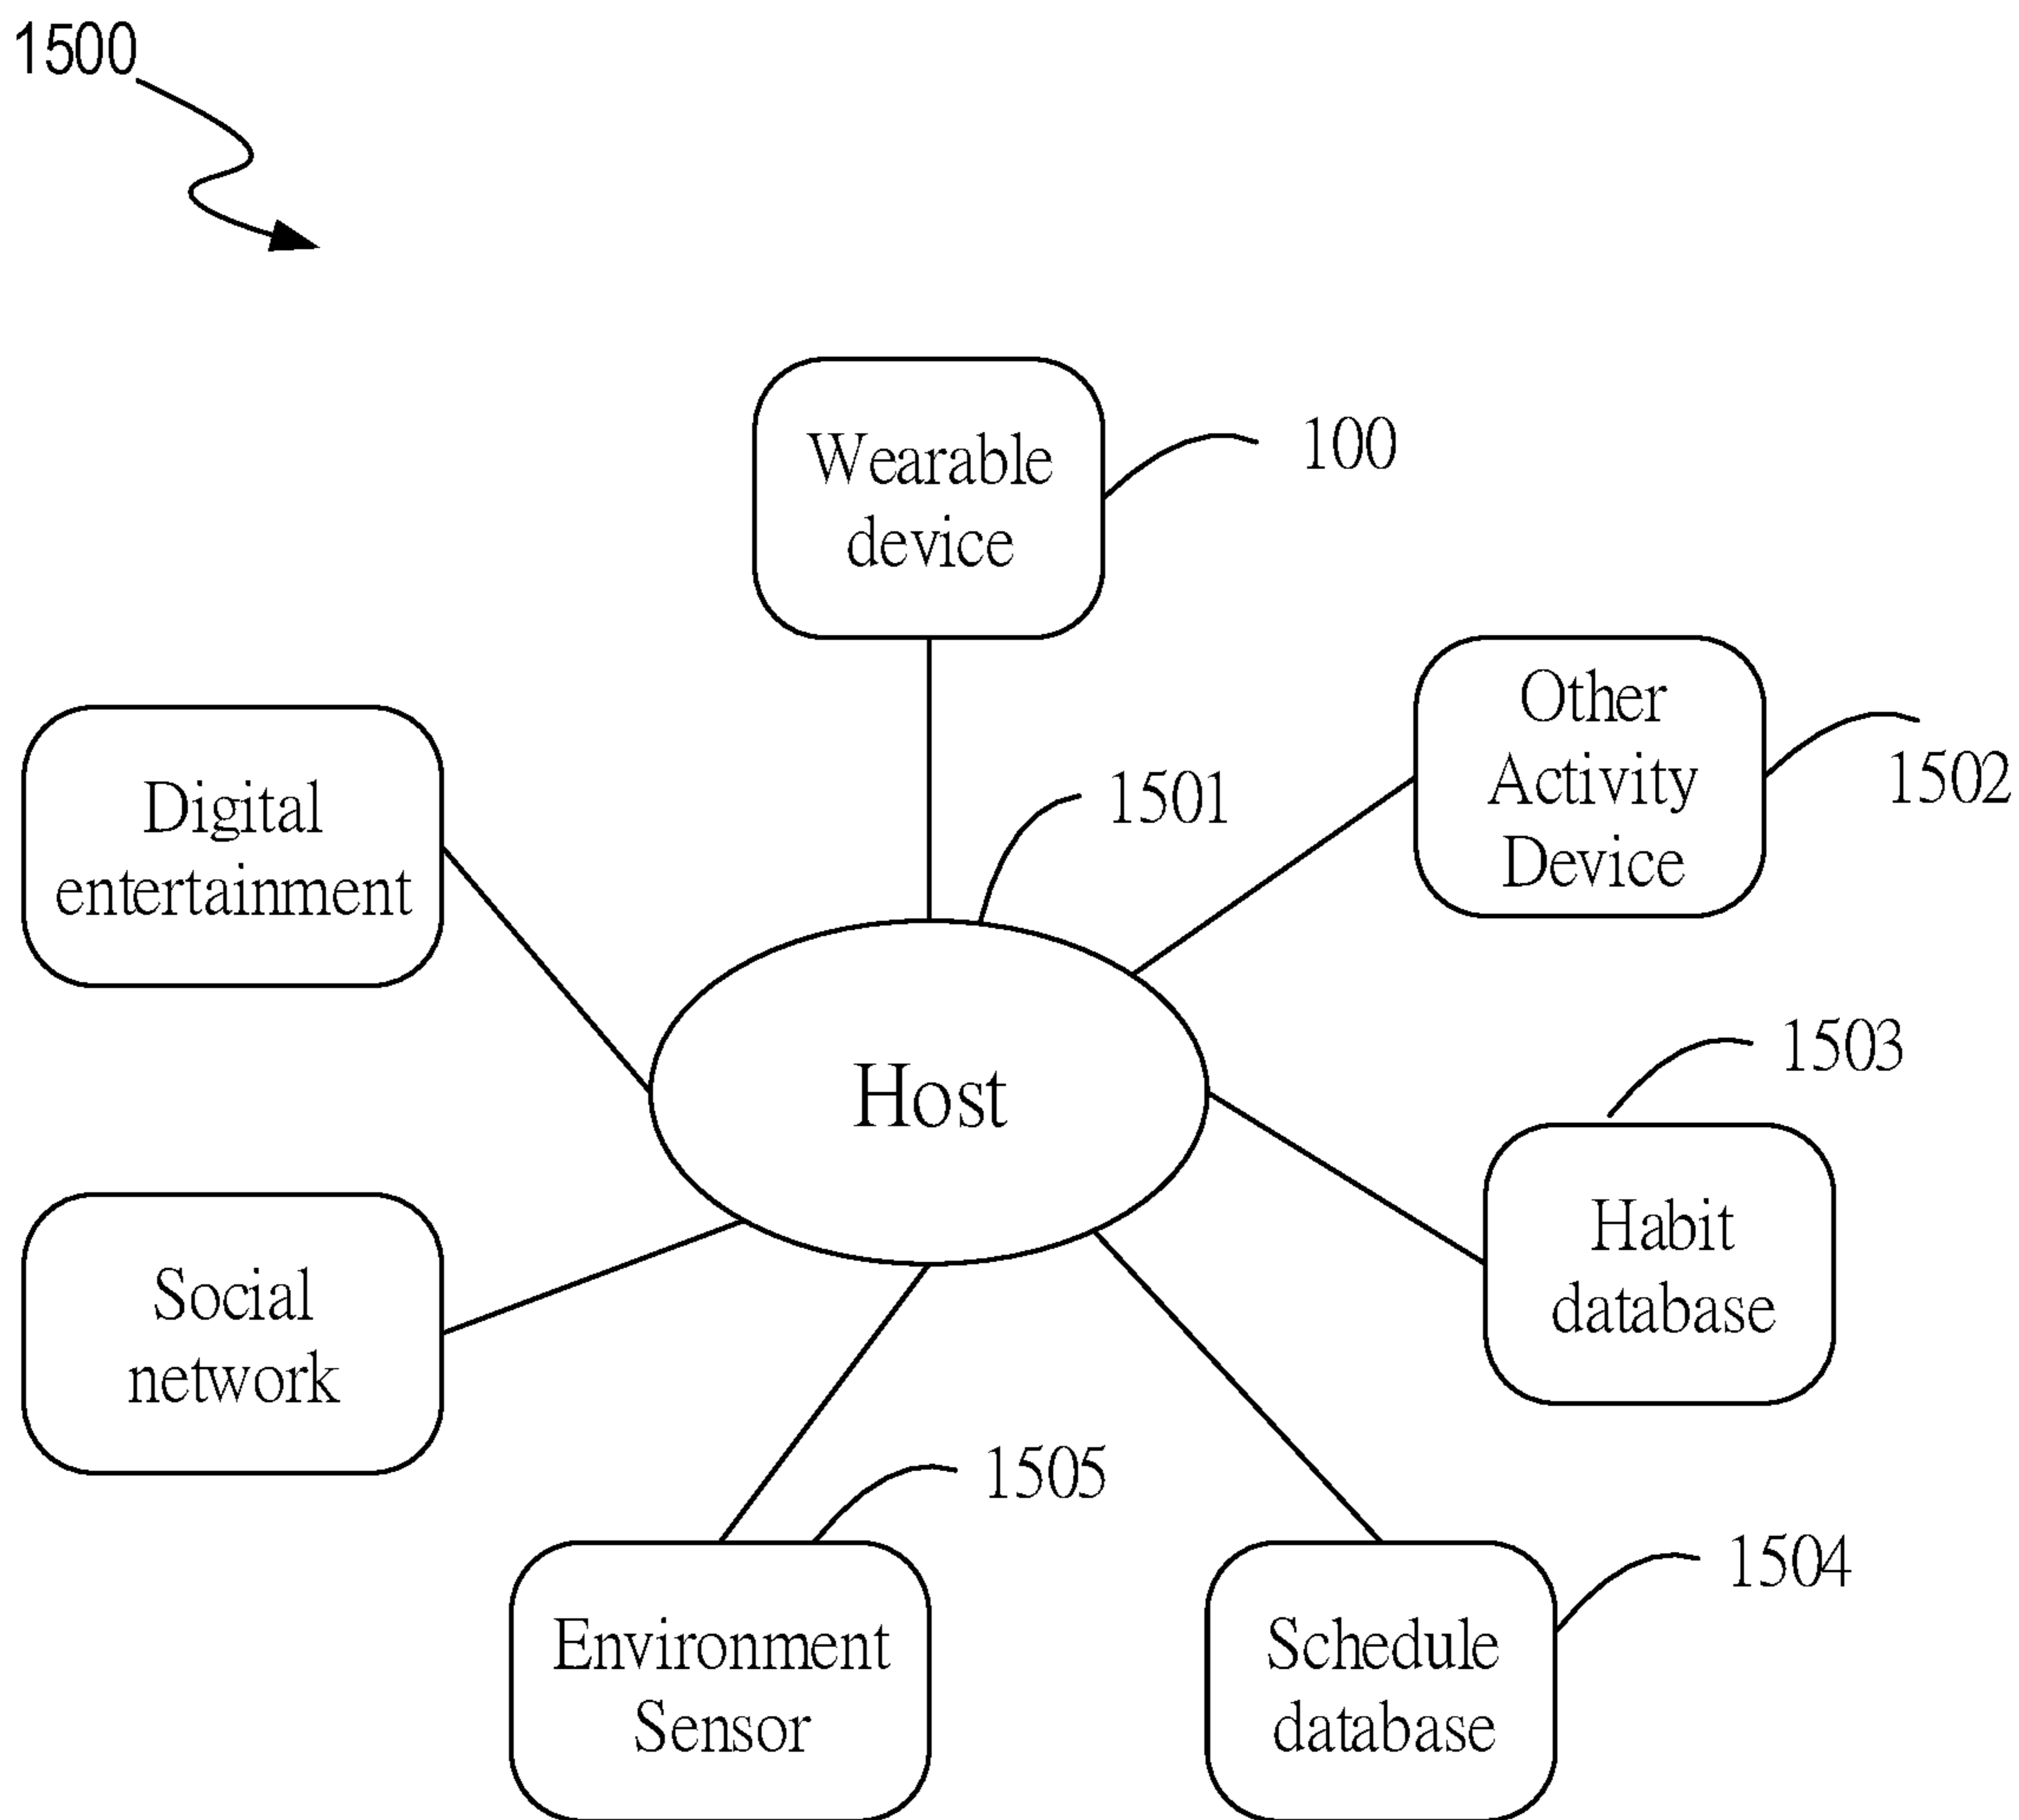 1500
Wearable
device
100
Other
Activity
Device
1502
Digital
entertainment
1501
Host
1503
Habit
database
Social
network
1505
Environment
Sensor
1504
Schedule
database